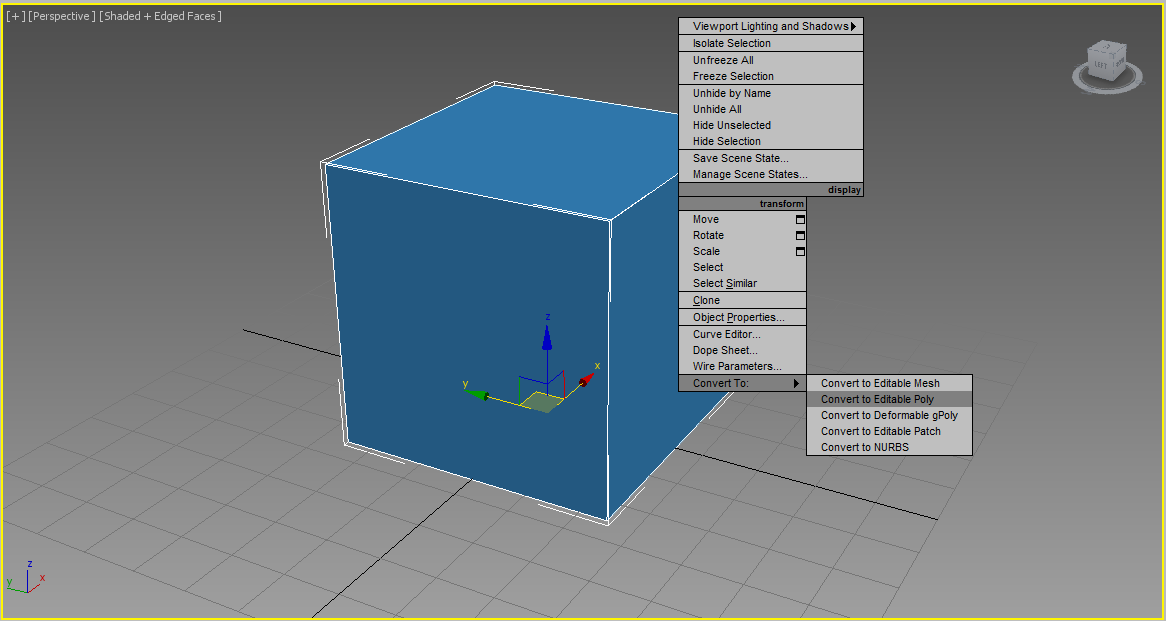 [+] [Perspective] [Shaded + Edged Faces]
Viewport Lighting and Shadows
Isolate Selection
Unfreeze All
Freeze Selection
Unhide by Name
Unhide All
Hide Unselected
Hide Selection
Save Scene State...
Manage Scene States...
display
transform
Move
Rotate
Scale
Select
Select Similar
Clone
Object Properties...
Curve Editor...
Dope Sheet...
Wire Parameters...
Convert To:
Convert to Editable Mesh
Convert to Editable Poly
Convert to Deformable gPoly
Convert to Editable Patch
Convert to NURBS
z
x
y
z
x
y